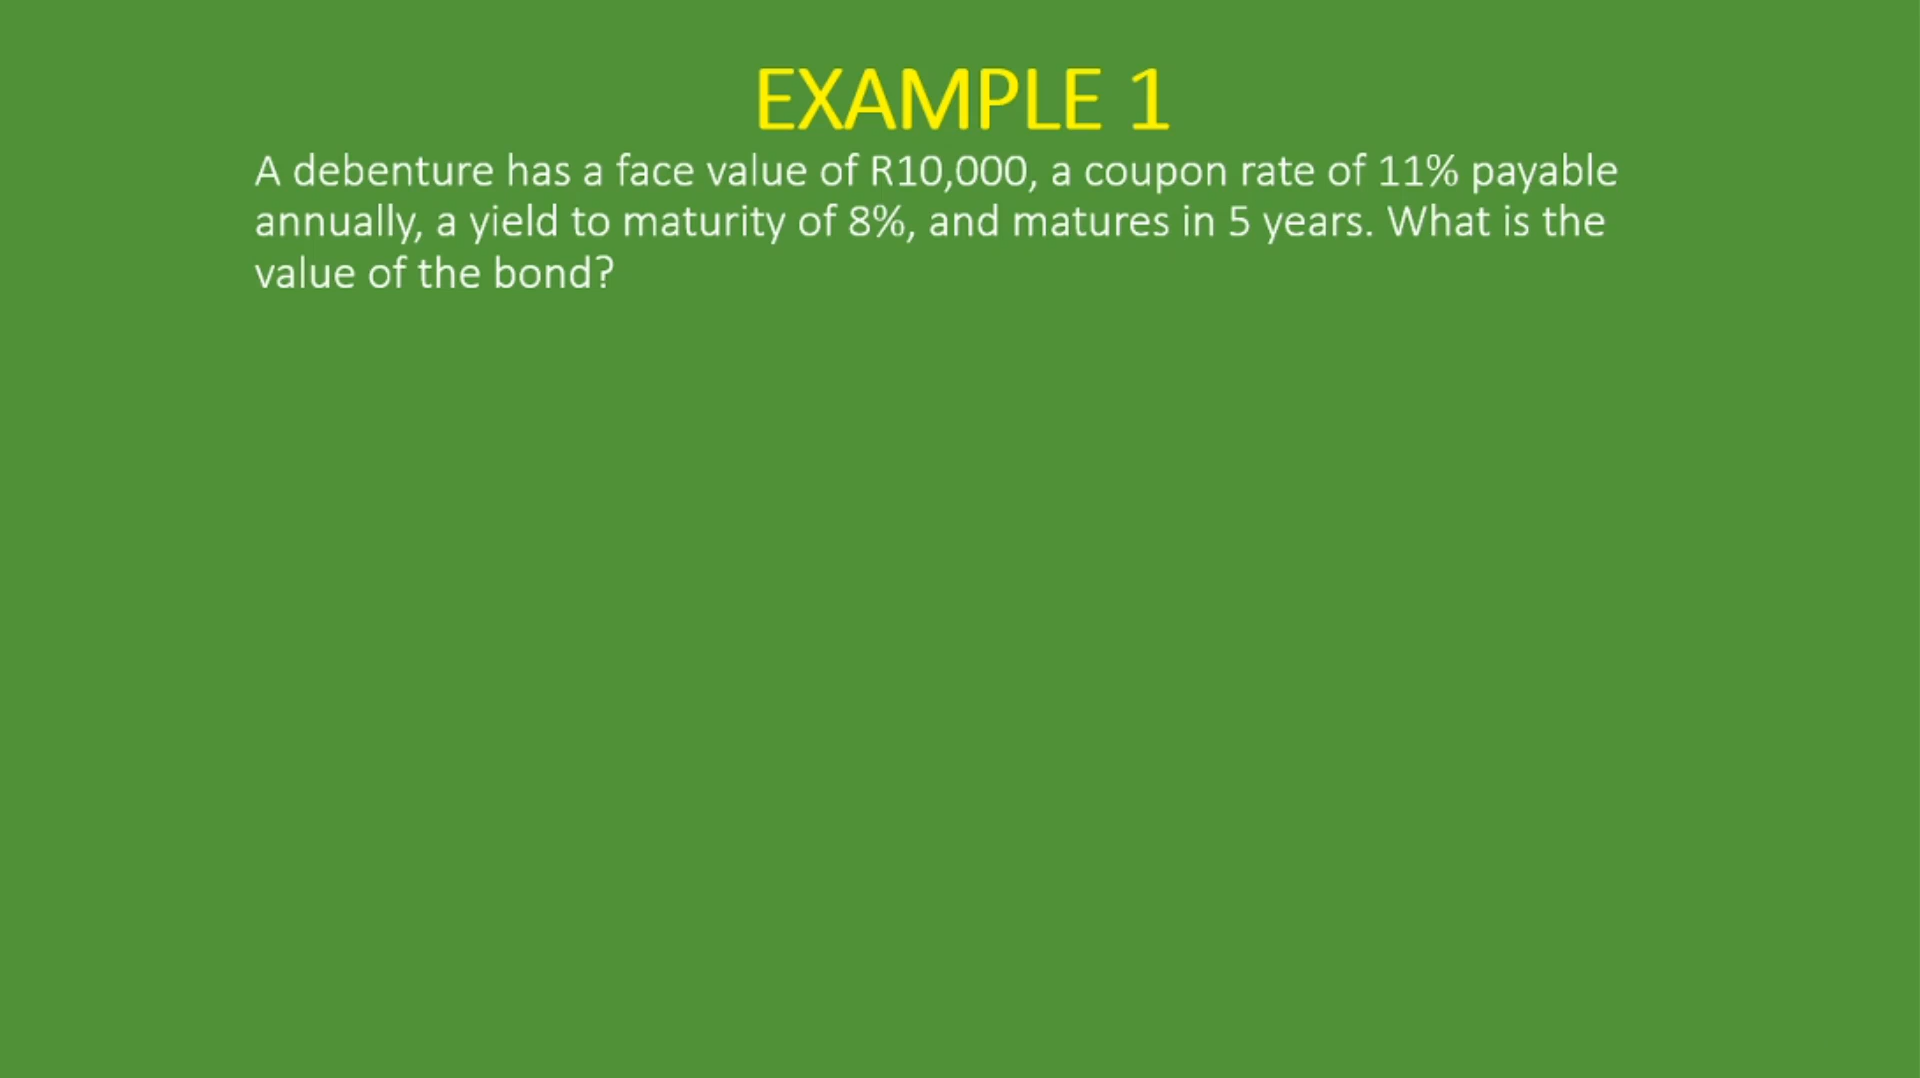 EXAMPLE 1
A debenture has a face value of R10,000, a coupon rate of 11% payable
annually, a yield to maturity of 8%, and matures in 5 years. What is the
value of the bond?